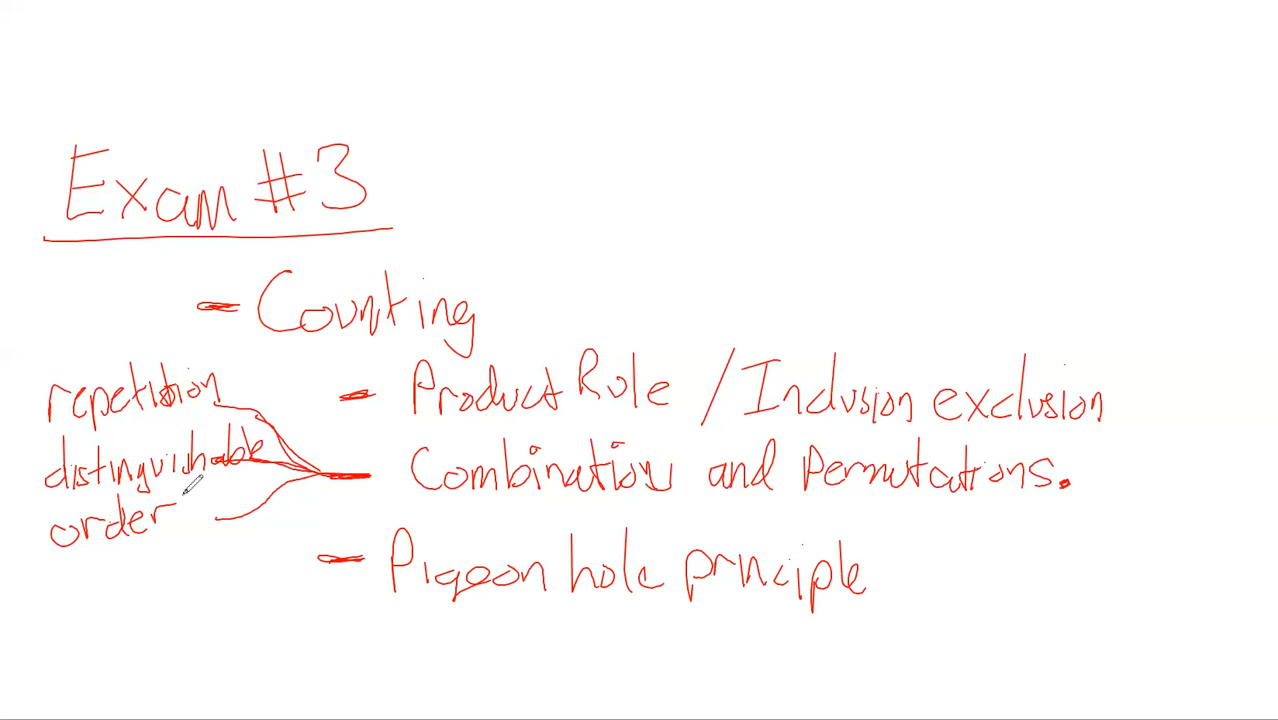 Exam #3
- Counting
- Product Rule / Inclusion exclusion
repetition
distinguishable
order
- Combinations and Permutations.
- Pigeon hole principle